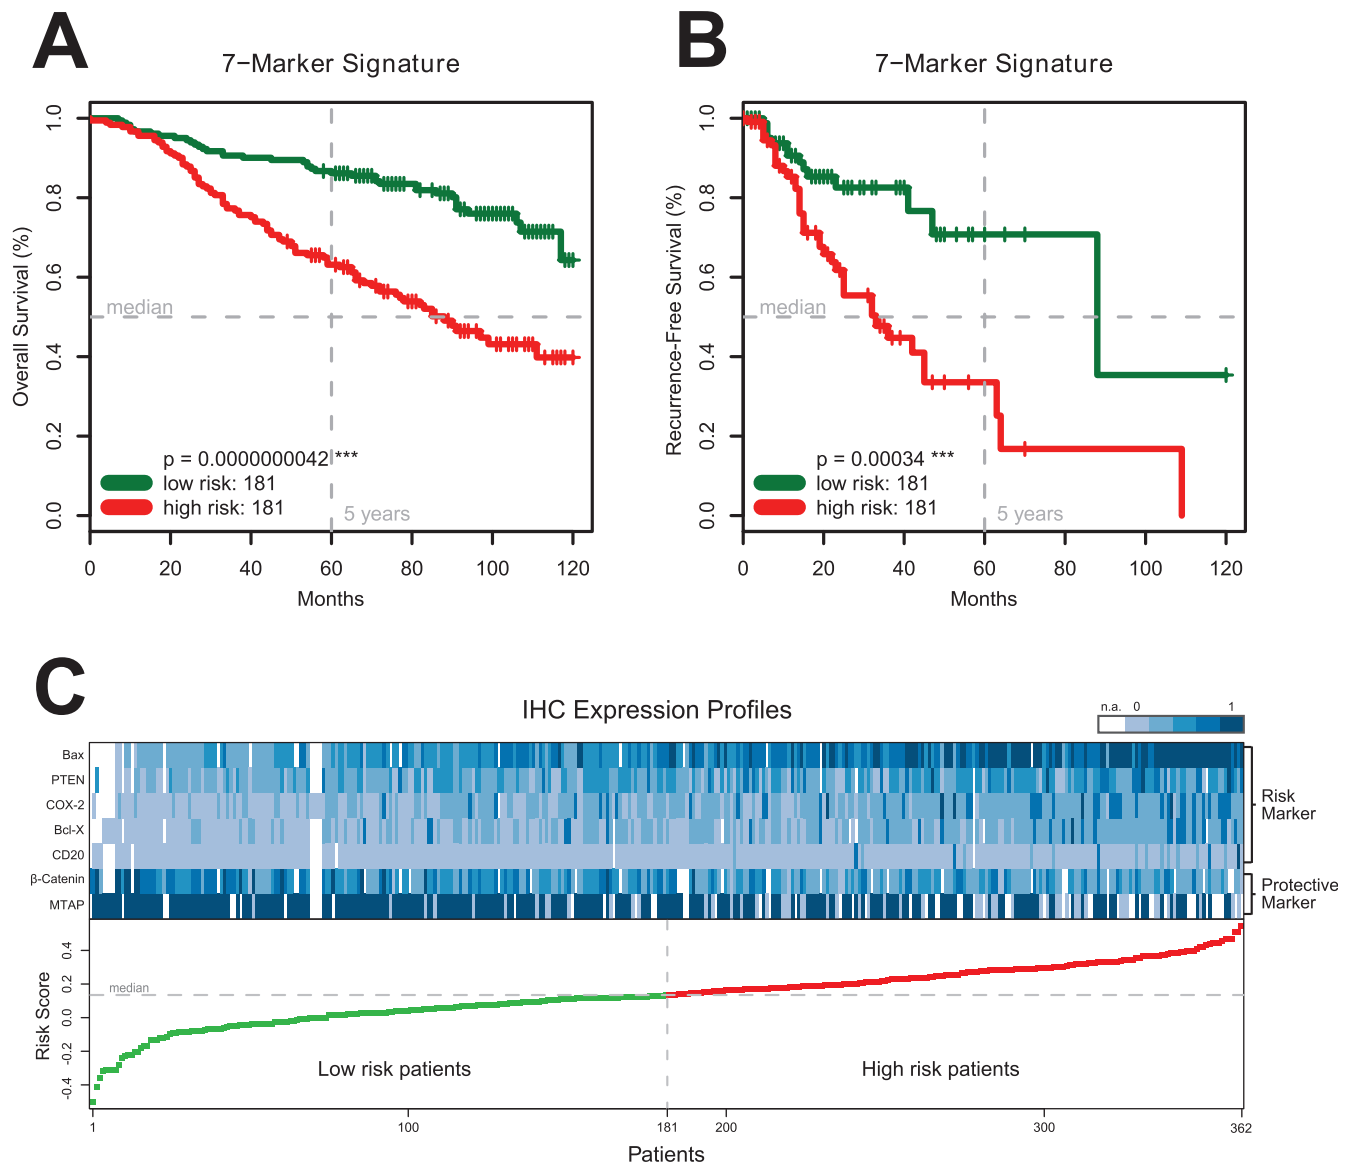 A
7−Marker Signature
Overall Survival (%)
1.0
0.8
0.6
0.4
0.2
0.0
median
p = 0.0000000042 ***
low risk: 181
high risk: 181
5 years
0 20 40 60 80 100 120
Months
B
7−Marker Signature
Recurrence-Free Survival (%)
1.0
0.8
0.6
0.4
0.2
0.0
median
p = 0.00034 ***
low risk: 181
high risk: 181
5 years
0 20 40 60 80 100 120
Months
C
IHC Expression Profiles
n.a. 0 1
Bax
PTEN
COX-2
Bcl-X
CD20
β-Catenin
MTAP
Risk
Marker
Protective
Marker
Risk Score
0.4
0.2
0.0
-0.2
-0.4
median
Low risk patients
High risk patients
1 100 181 200 300 362
Patients